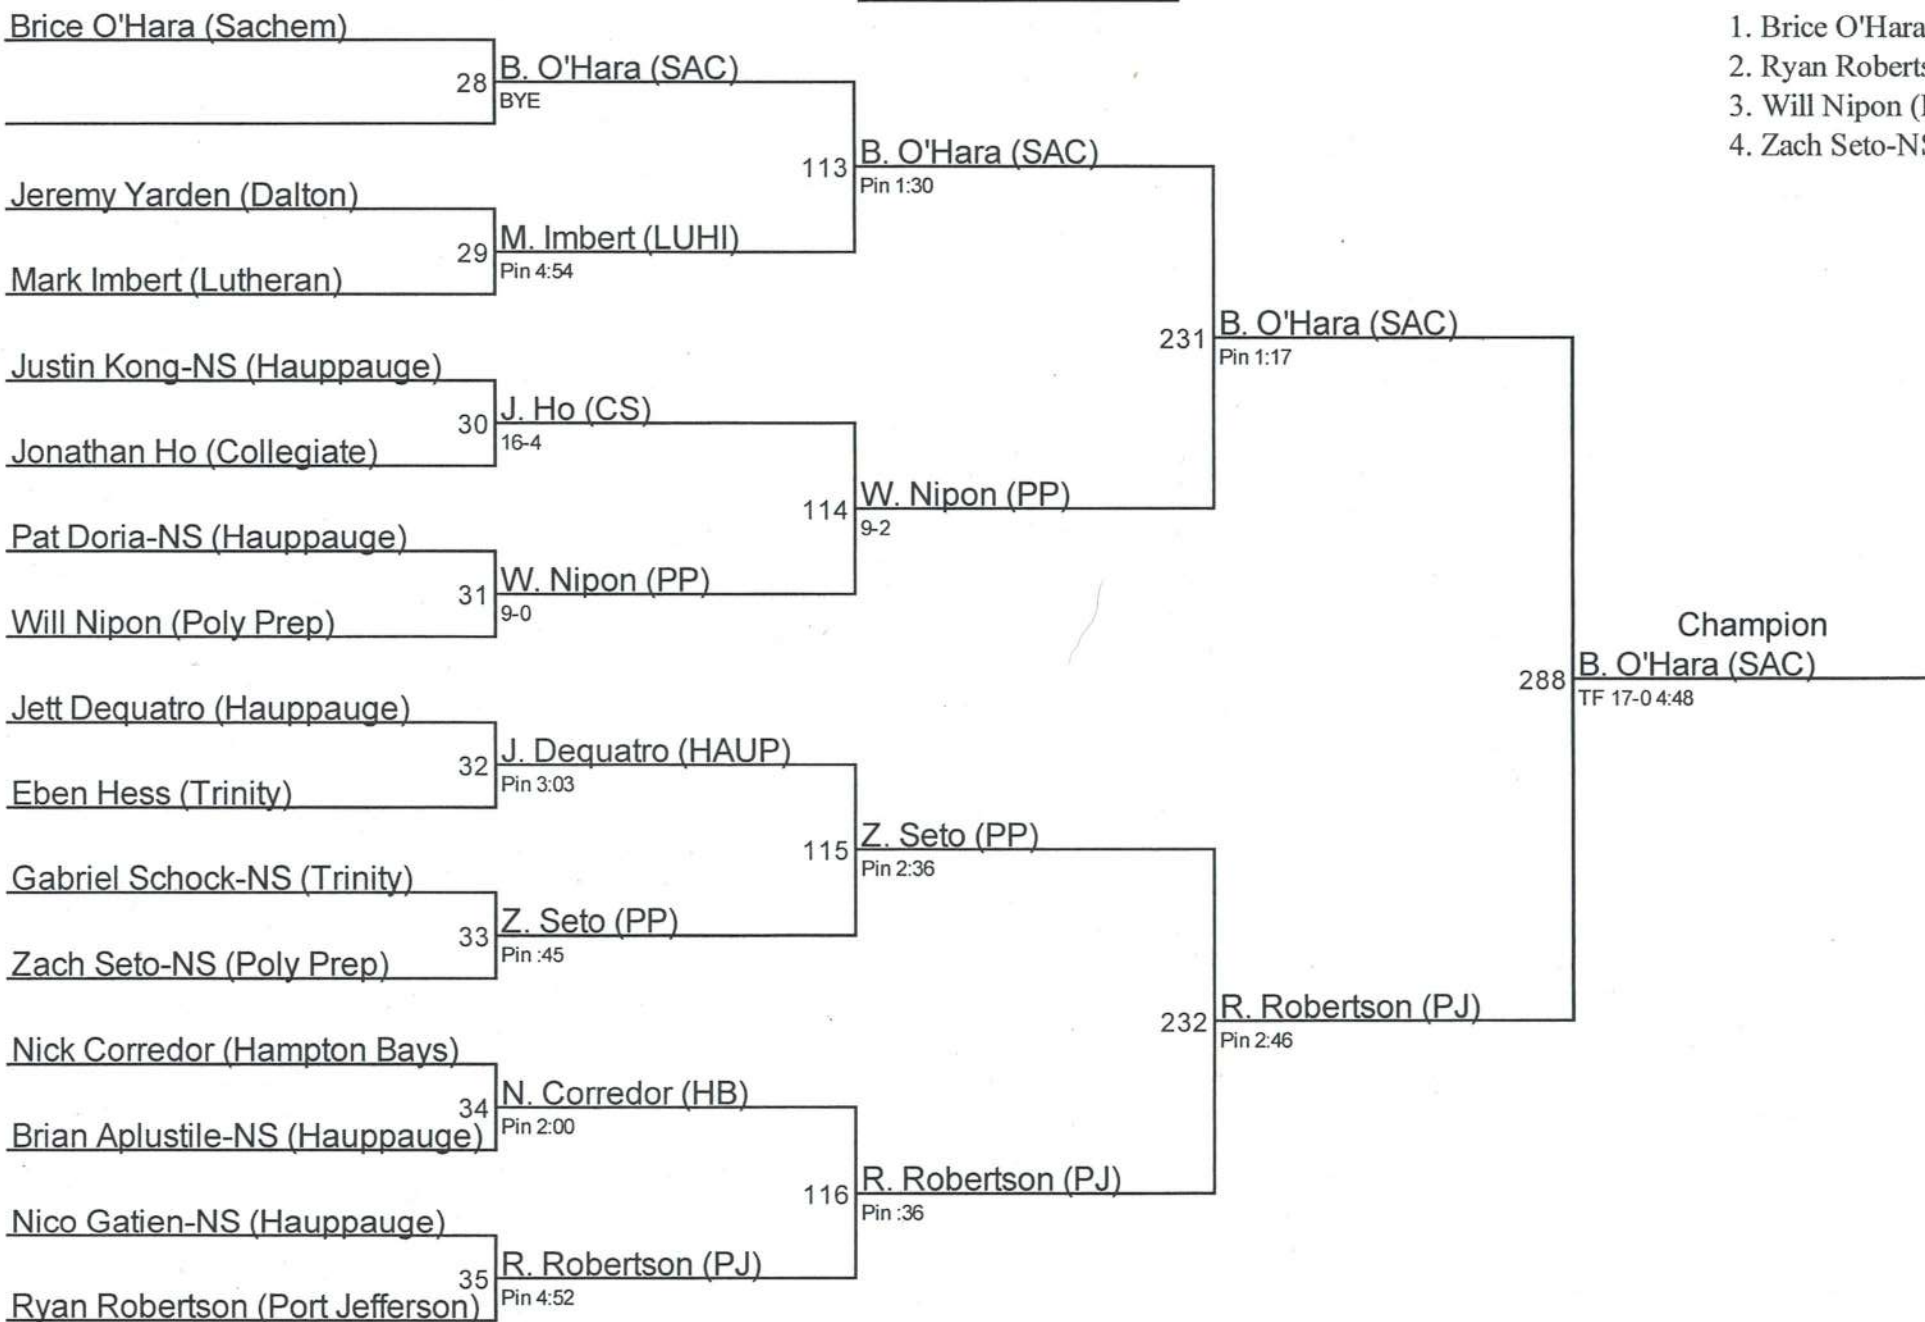 Brice O'Hara (Sachem)
28
B. O'Hara (SAC)
BYE
Jeremy Yarden (Dalton)
29
M. Imbert (LUHI)
Pin 4:54
Mark Imbert (Lutheran)
113
B. O'Hara (SAC)
Pin 1:30
Justin Kong-NS (Hauppauge)
30
J. Ho (CS)
16-4
Jonathan Ho (Collegiate)
Pat Doria-NS (Hauppauge)
31
W. Nipon (PP)
9-0
Will Nipon (Poly Prep)
114
W. Nipon (PP)
9-2
231
B. O'Hara (SAC)
Pin 1:17
Jett Dequatro (Hauppauge)
32
J. Dequatro (HAUP)
Pin 3:03
Eben Hess (Trinity)
Gabriel Schock-NS (Trinity)
33
Z. Seto (PP)
Pin :45
Zach Seto-NS (Poly Prep)
115
Z. Seto (PP)
Pin 2:36
Nick Corredor (Hampton Bays)
34
N. Corredor (HB)
Pin 2:00
Brian Aplustile-NS (Hauppauge)
Nico Gatien-NS (Hauppauge)
35
R. Robertson (PJ)
Pin 4:52
Ryan Robertson (Port Jefferson)
116
R. Robertson (PJ)
Pin :36
232
R. Robertson (PJ)
Pin 2:46
Champion
288
B. O'Hara (SAC)
TF 17-0 4:48
1. Brice O'Hara
2. Ryan Roberts
3. Will Nipon (
4. Zach Seto-NS